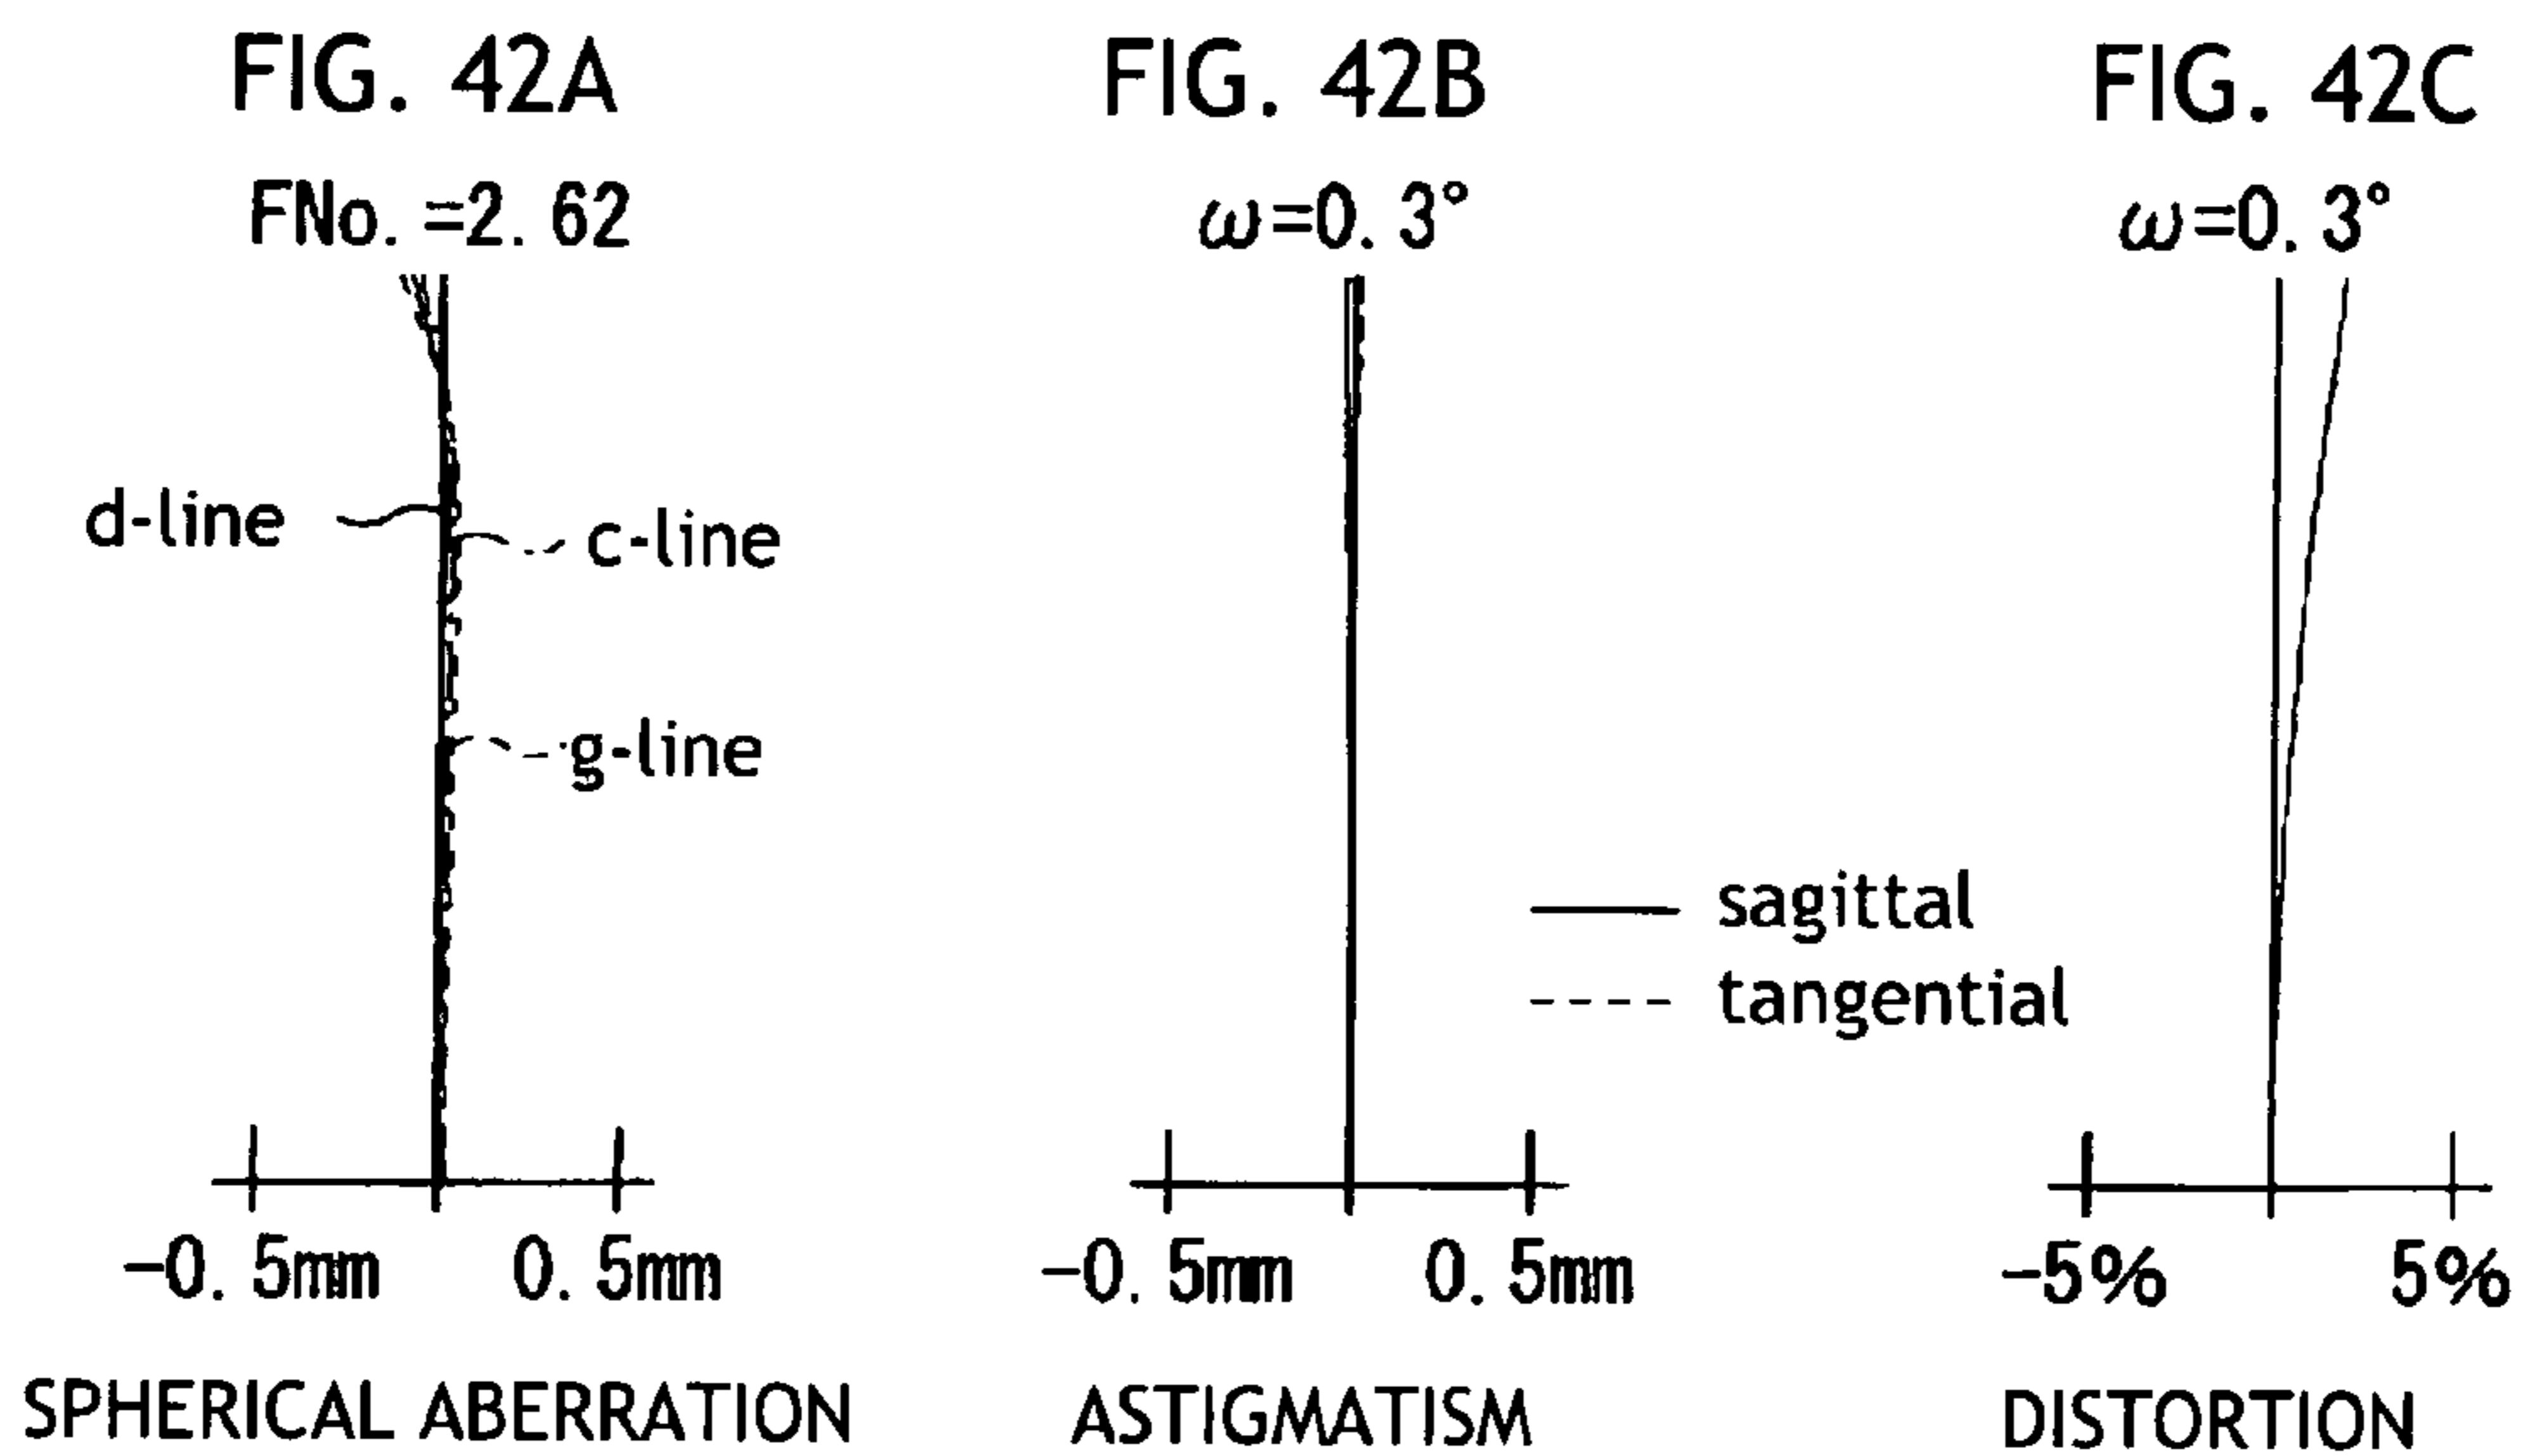 FIG. 42A
FNo. =2. 62
d-line
c-line
g-line
-0. 5mm
0. 5mm
SPHERICAL ABERRATION
FIG. 42B
ω=0. 3°
sagittal
tangential
-0. 5mm
0. 5mm
ASTIGMATISM
FIG. 42C
ω=0. 3°
-5%
5%
DISTORTION